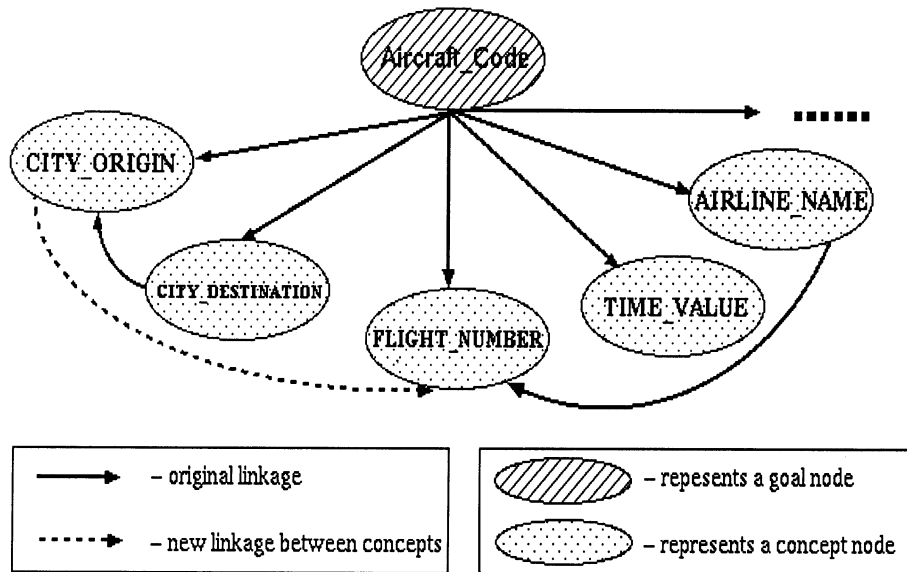 Aircraft_Code
CITY_ORIGIN
AIRLINE_NAME
CITY_DESTINATION
TIME_VALUE
FLIGHT_NUMBER
– original linkage
– new linkage between concepts
– repesents a goal node
– represents a concept node